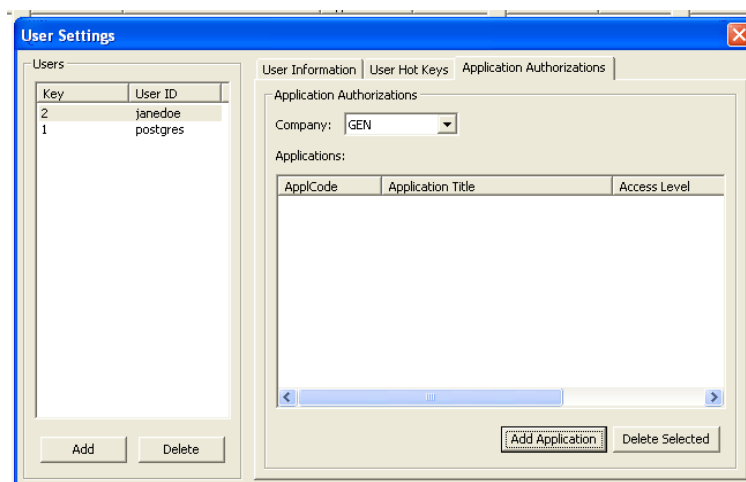 User Settings
Users
Key User ID
2 janedoe
1 postgres
Add Delete
User Information User Hot Keys Application Authorizations
Application Authorizations
Company: GEN
Applications:
ApplCode Application Title Access Level
Add Application Delete Selected